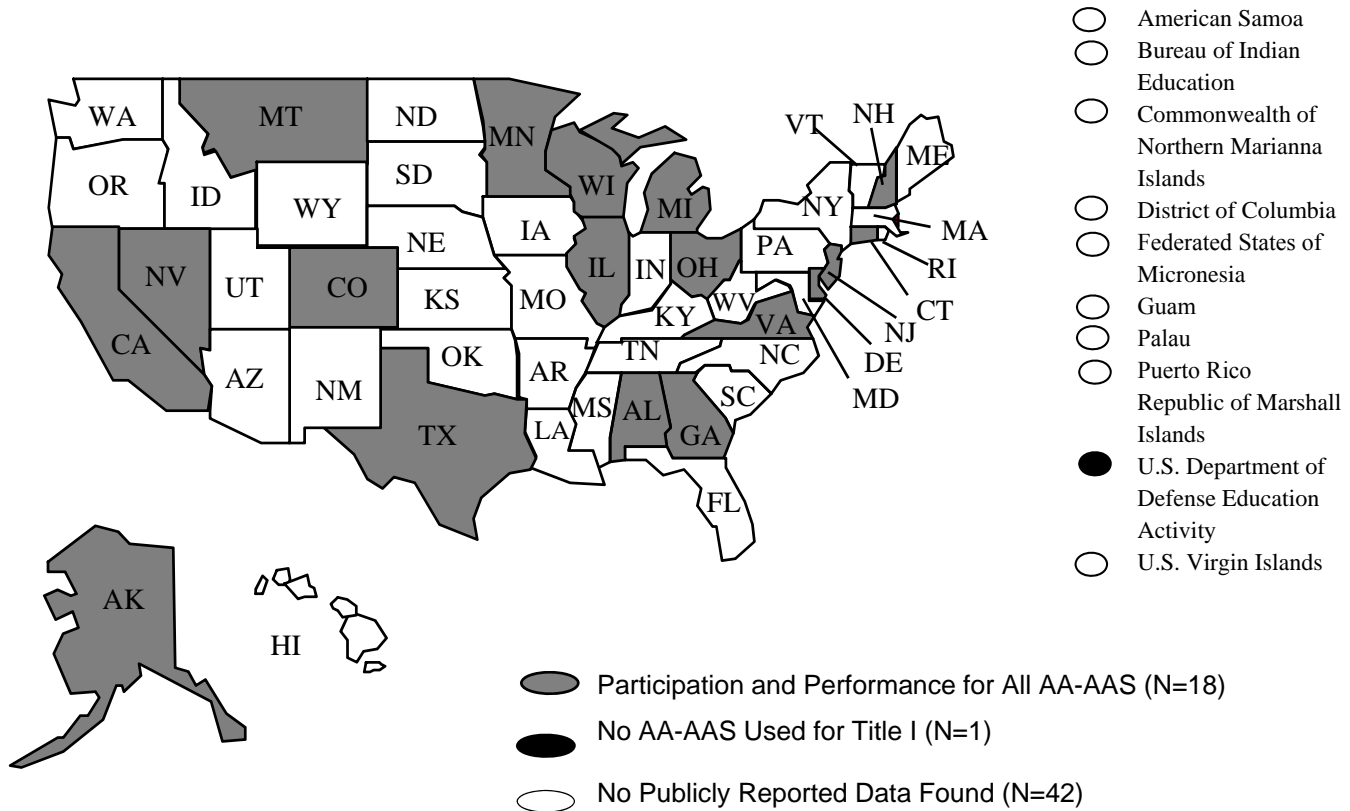 American Samoa
Bureau of Indian
Education
Commonwealth of
Northern Marianna
Islands
District of Columbia
Federated States of
Micronesia
Guam
Palau
Puerto Rico
Republic of Marshall
Islands
U.S. Department of
Defense Education
Activity
U.S. Virgin Islands
WA
MT
ND
MN
VT
NH
ME
OR
ID
SD
WI
WY
MI
NY
MA
NE
IA
PA
RI
NV
UT
CO
IL
IN
OH
CT
KS
MO
WV
NJ
CA
KY
VA
DE
OK
TN
NC
MD
AZ
NM
AR
SC
MS
AL
GA
TX
LA
FL
AK
HI
Participation and Performance for All AA-AAS (N=18)
No AA-AAS Used for Title I (N=1)
No Publicly Reported Data Found (N=42)